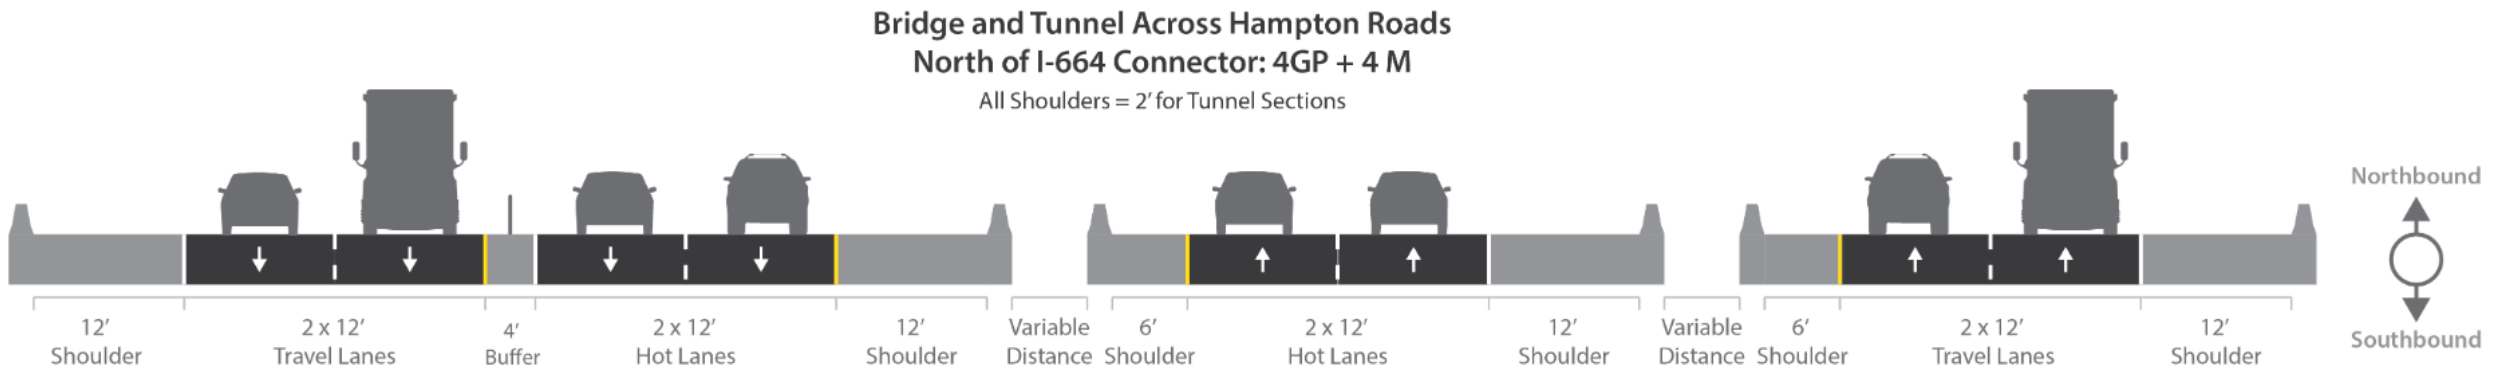 Bridge and Tunnel Across Hampton Roads
North of I-664 Connector: 4GP + 4 M
All Shoulders = 2' for Tunnel Sections
Northbound
Southbound
12'
Shoulder
2 x 12'
Travel Lanes
4'
Buffer
2 x 12'
Hot Lanes
12'
Shoulder
Variable
Distance
6'
Shoulder
2 x 12'
Hot Lanes
12'
Shoulder
Variable
Distance
6'
Shoulder
2 x 12'
Travel Lanes
12'
Shoulder